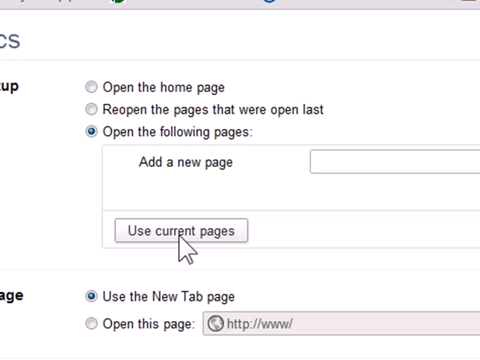 cs
tup
Open the home page
Reopen the pages that were open last
Open the following pages:
Add a new page
Use current pages
age
Use the New Tab page
Open this page:
http://www/